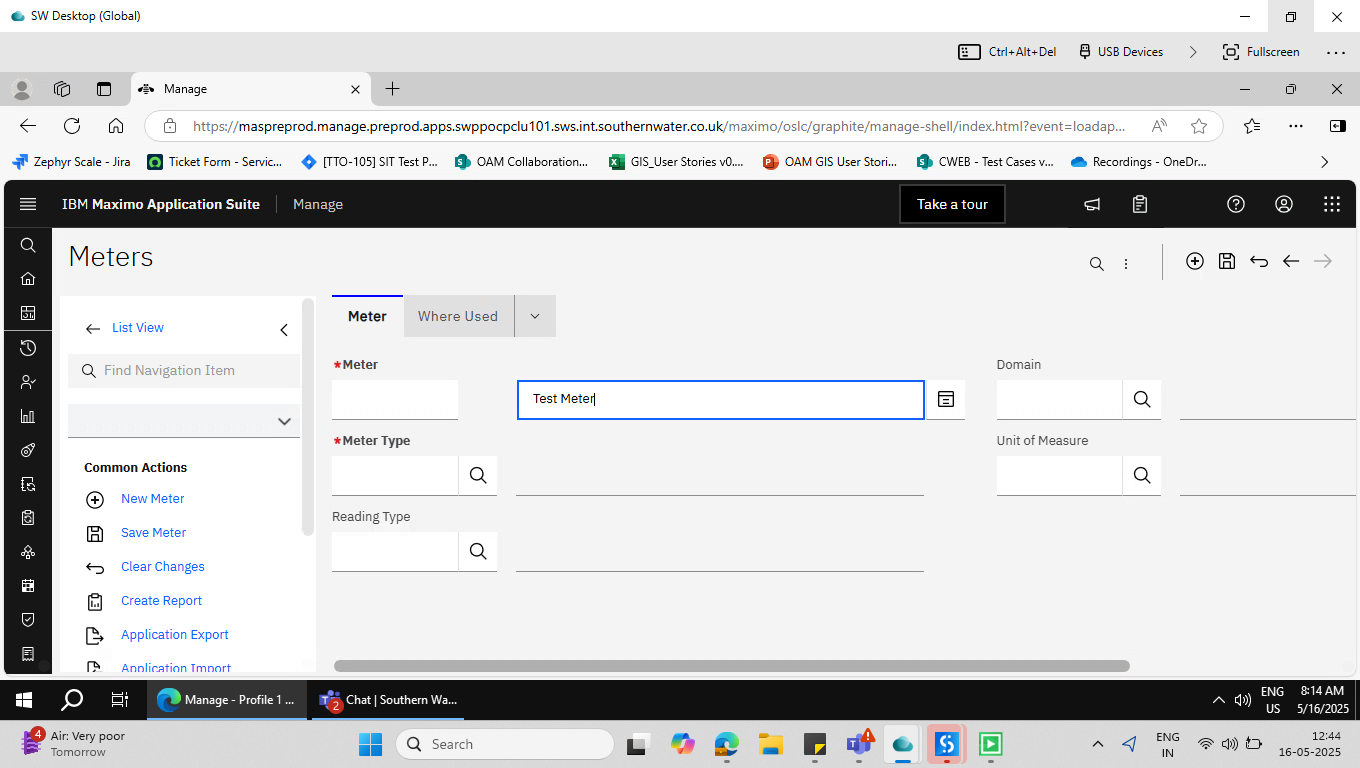 SW Desktop (Global)
Ctrl+Alt+Del
USB Devices
Fullscreen
Manage
https://maspreprod.manage.preprod.apps.swppocpclu101.sws.int.southernwater.co.uk/maximo/oslc/graphite/manage-shell/index.html?event=loadap...
Zephyr Scale - Jira
Ticket Form - Servic...
[TTO-105] SIT Test P...
OAM Collaboration...
GIS_User Stories v0....
OAM GIS User Stori...
CWEB - Test Cases v...
Recordings - OneDr...
IBM Maximo Application Suite
Manage
Take a tour
Meters
List View
Find Navigation Item
Common Actions
New Meter
Save Meter
Clear Changes
Create Report
Application Export
Application Import
Meter
Where Used
*Meter
Test Meter
Domain
*Meter Type
Unit of Measure
Reading Type
Manage - Profile 1 ...
2
Chat | Southern Wa...
ENG
US
8:14 AM
5/16/2025
4
Air: Very poor
Tomorrow
Search
ENG
IN
12:44
16-05-2025